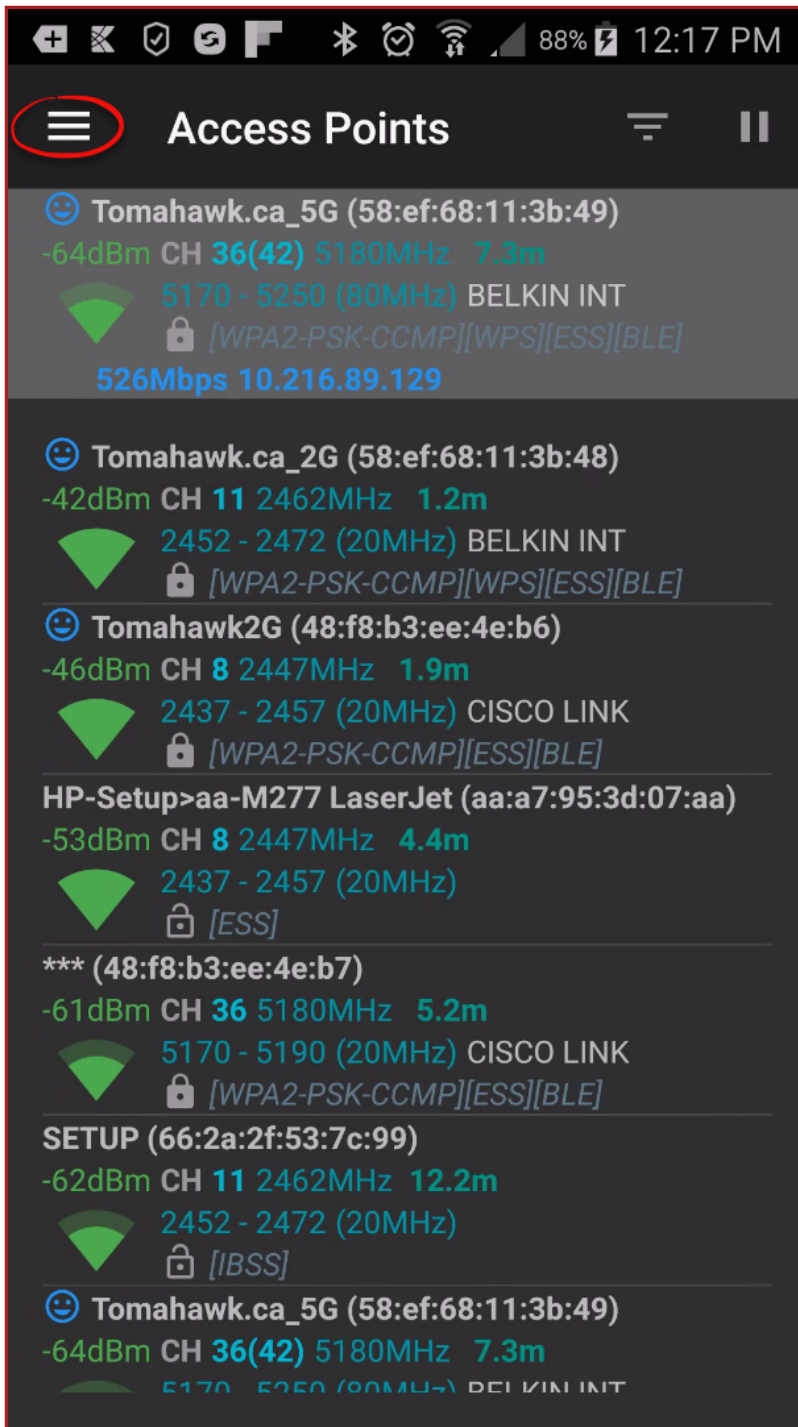 88% 12:17 PM
Access Points
Tomahawk.ca_5G (58:ef:68:11:3b:49)
-64dBm CH 36(42) 5180MHz 7.3m
5170 - 5250 (80MHz) BELKIN INT
[WPA2-PSK-CCMP][WPS][ESS][BLE]
526Mbps 10.216.89.129
Tomahawk.ca_2G (58:ef:68:11:3b:48)
-42dBm CH 11 2462MHz 1.2m
2452 - 2472 (20MHz) BELKIN INT
[WPA2-PSK-CCMP][WPS][ESS][BLE]
Tomahawk2G (48:f8:b3:ee:4e:b6)
-46dBm CH 8 2447MHz 1.9m
2437 - 2457 (20MHz) CISCO LINK
[WPA2-PSK-CCMP][ESS][BLE]
HP-Setup>aa-M277 LaserJet (aa:a7:95:3d:07:aa)
-53dBm CH 8 2447MHz 4.4m
2437 - 2457 (20MHz)
[ESS]
*** (48:f8:b3:ee:4e:b7)
-61dBm CH 36 5180MHz 5.2m
5170 - 5190 (20MHz) CISCO LINK
[WPA2-PSK-CCMP][ESS][BLE]
SETUP (66:2a:2f:53:7c:99)
-62dBm CH 11 2462MHz 12.2m
2452 - 2472 (20MHz)
[IBSS]
Tomahawk.ca_5G (58:ef:68:11:3b:49)
-64dBm CH 36(42) 5180MHz 7.3m
5170 - 5250 (80MHz) BELKIN INT